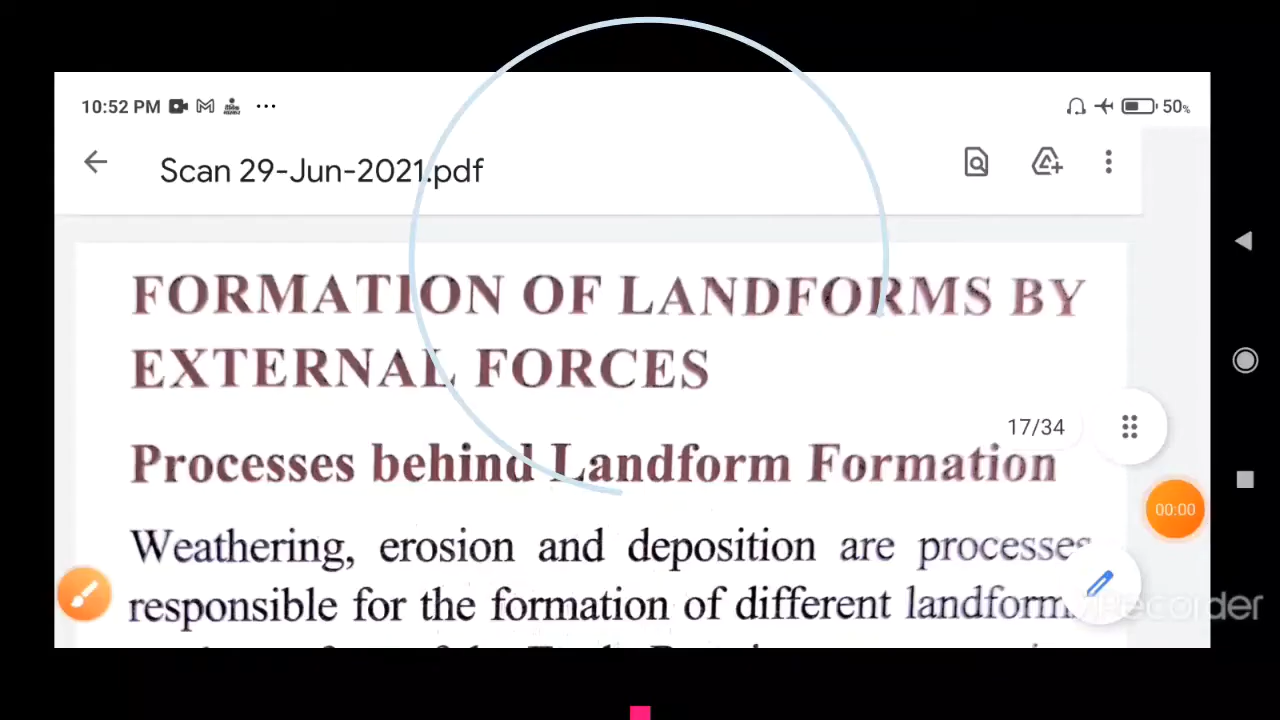 10:52 PM
50%
Scan 29-Jun-2021.pdf
FORMATION OF LANDFORMS BY
EXTERNAL FORCES
17/34
Processes behind Landform Formation
00:00
Weathering, erosion and deposition are processes
responsible for the formation of different landform
Recorder